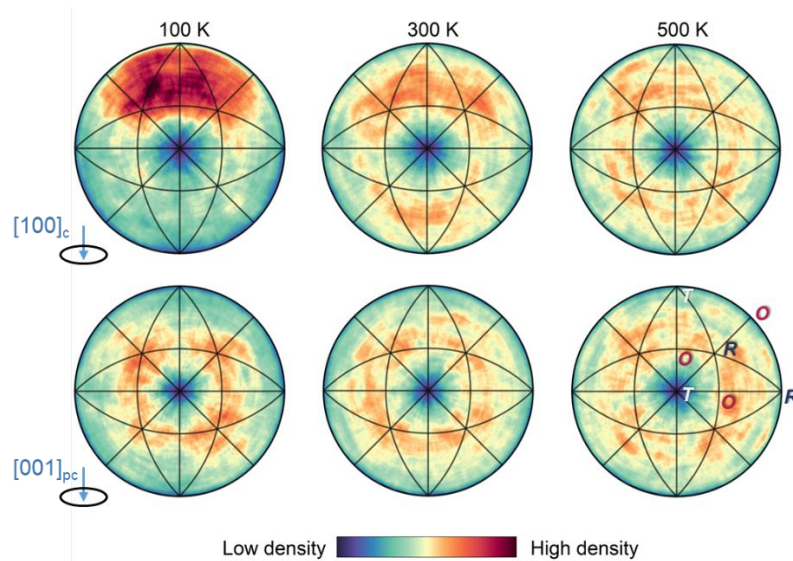 100 K 300 K 500 K
[100]c
T O
R
O
T O R
[001]pc
Low density High density